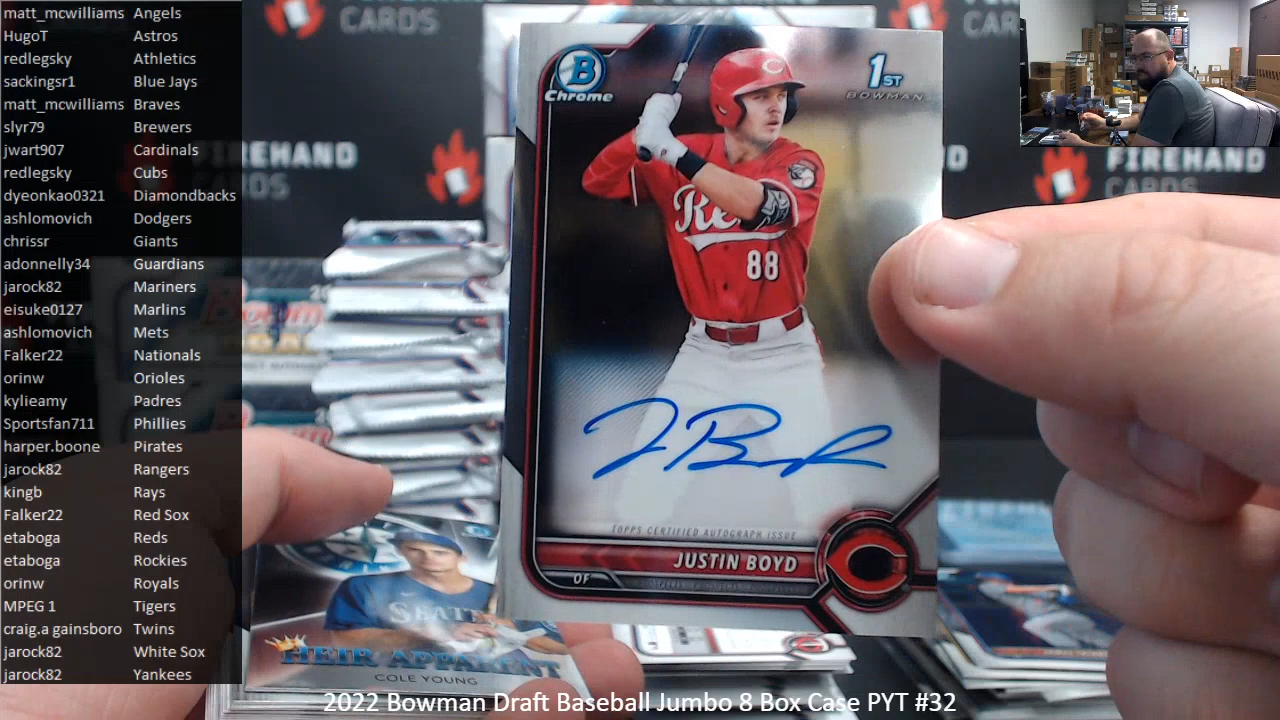 matt_mcwilliams Angels
HugoT Astros
redlegsky Athletics
sackingsr1 Blue Jays
matt_mcwilliams Braves
slyr79 Brewers
jwart907 Cardinals
redlegsky Cubs
dyeonkao0321 Diamondbacks
ashlomovich Dodgers
chrissr Giants
adonnelly34 Guardians
jarock82 Mariners
eisuke0127 Marlins
ashlomovich Mets
Falker22 Nationals
orinw Orioles
kylieamy Padres
Sportsfan711 Phillies
harper.boone Pirates
jarock82 Rangers
kingb Rays
Falker22 Red Sox
etaboga Reds
etaboga Rockies
orinw Royals
MPEG 1 Tigers
craig.a gainsboro Twins
jarock82 White Sox
jarock82 Yankees
CARDS
FIREHAND
FIREHAND
CARDS
B
Chrome
1ST
BOWMAN
88
TOPPS CERTIFIED AUTOGRAPH ISSUE
JUSTIN BOYD
OF
SEATT
HEIR APPARENT
COLE YOUNG
2022 Bowman Draft Baseball Jumbo 8 Box Case PYT #32